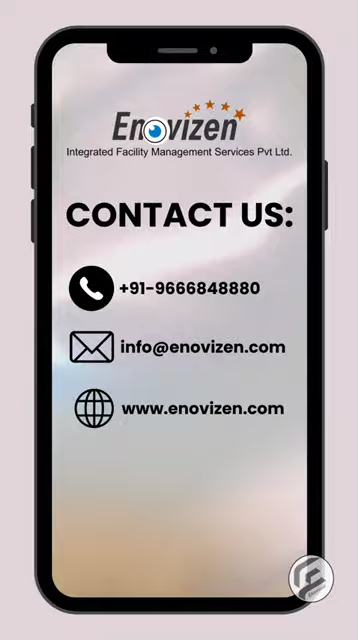 Enovizen
Integrated Facility Management Services Pvt Ltd.
CONTACT US:
+91-9666848880
info@enovizen.com
www.enovizen.com